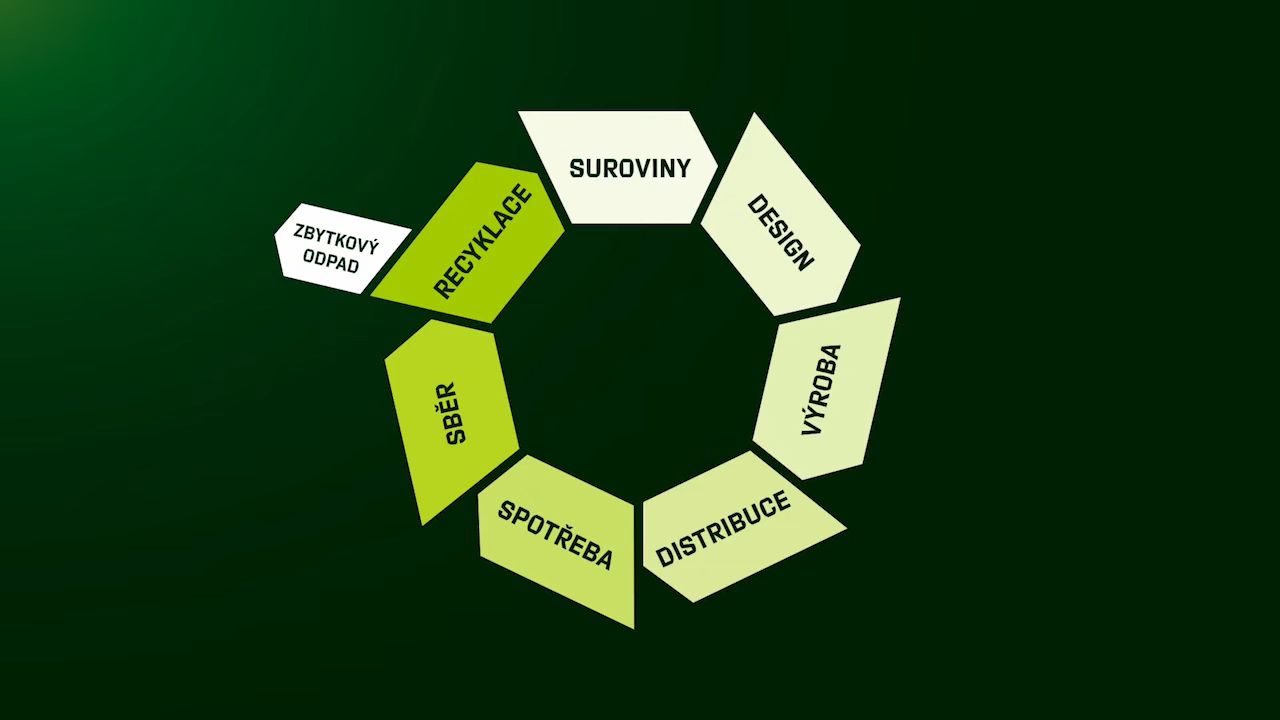 SUROVINY
DESIGN
VÝROBA
DISTRIBUCE
SPOTŘEBA
SBĚR
RECYKLACE
ZBYTKOVÝ
ODPAD